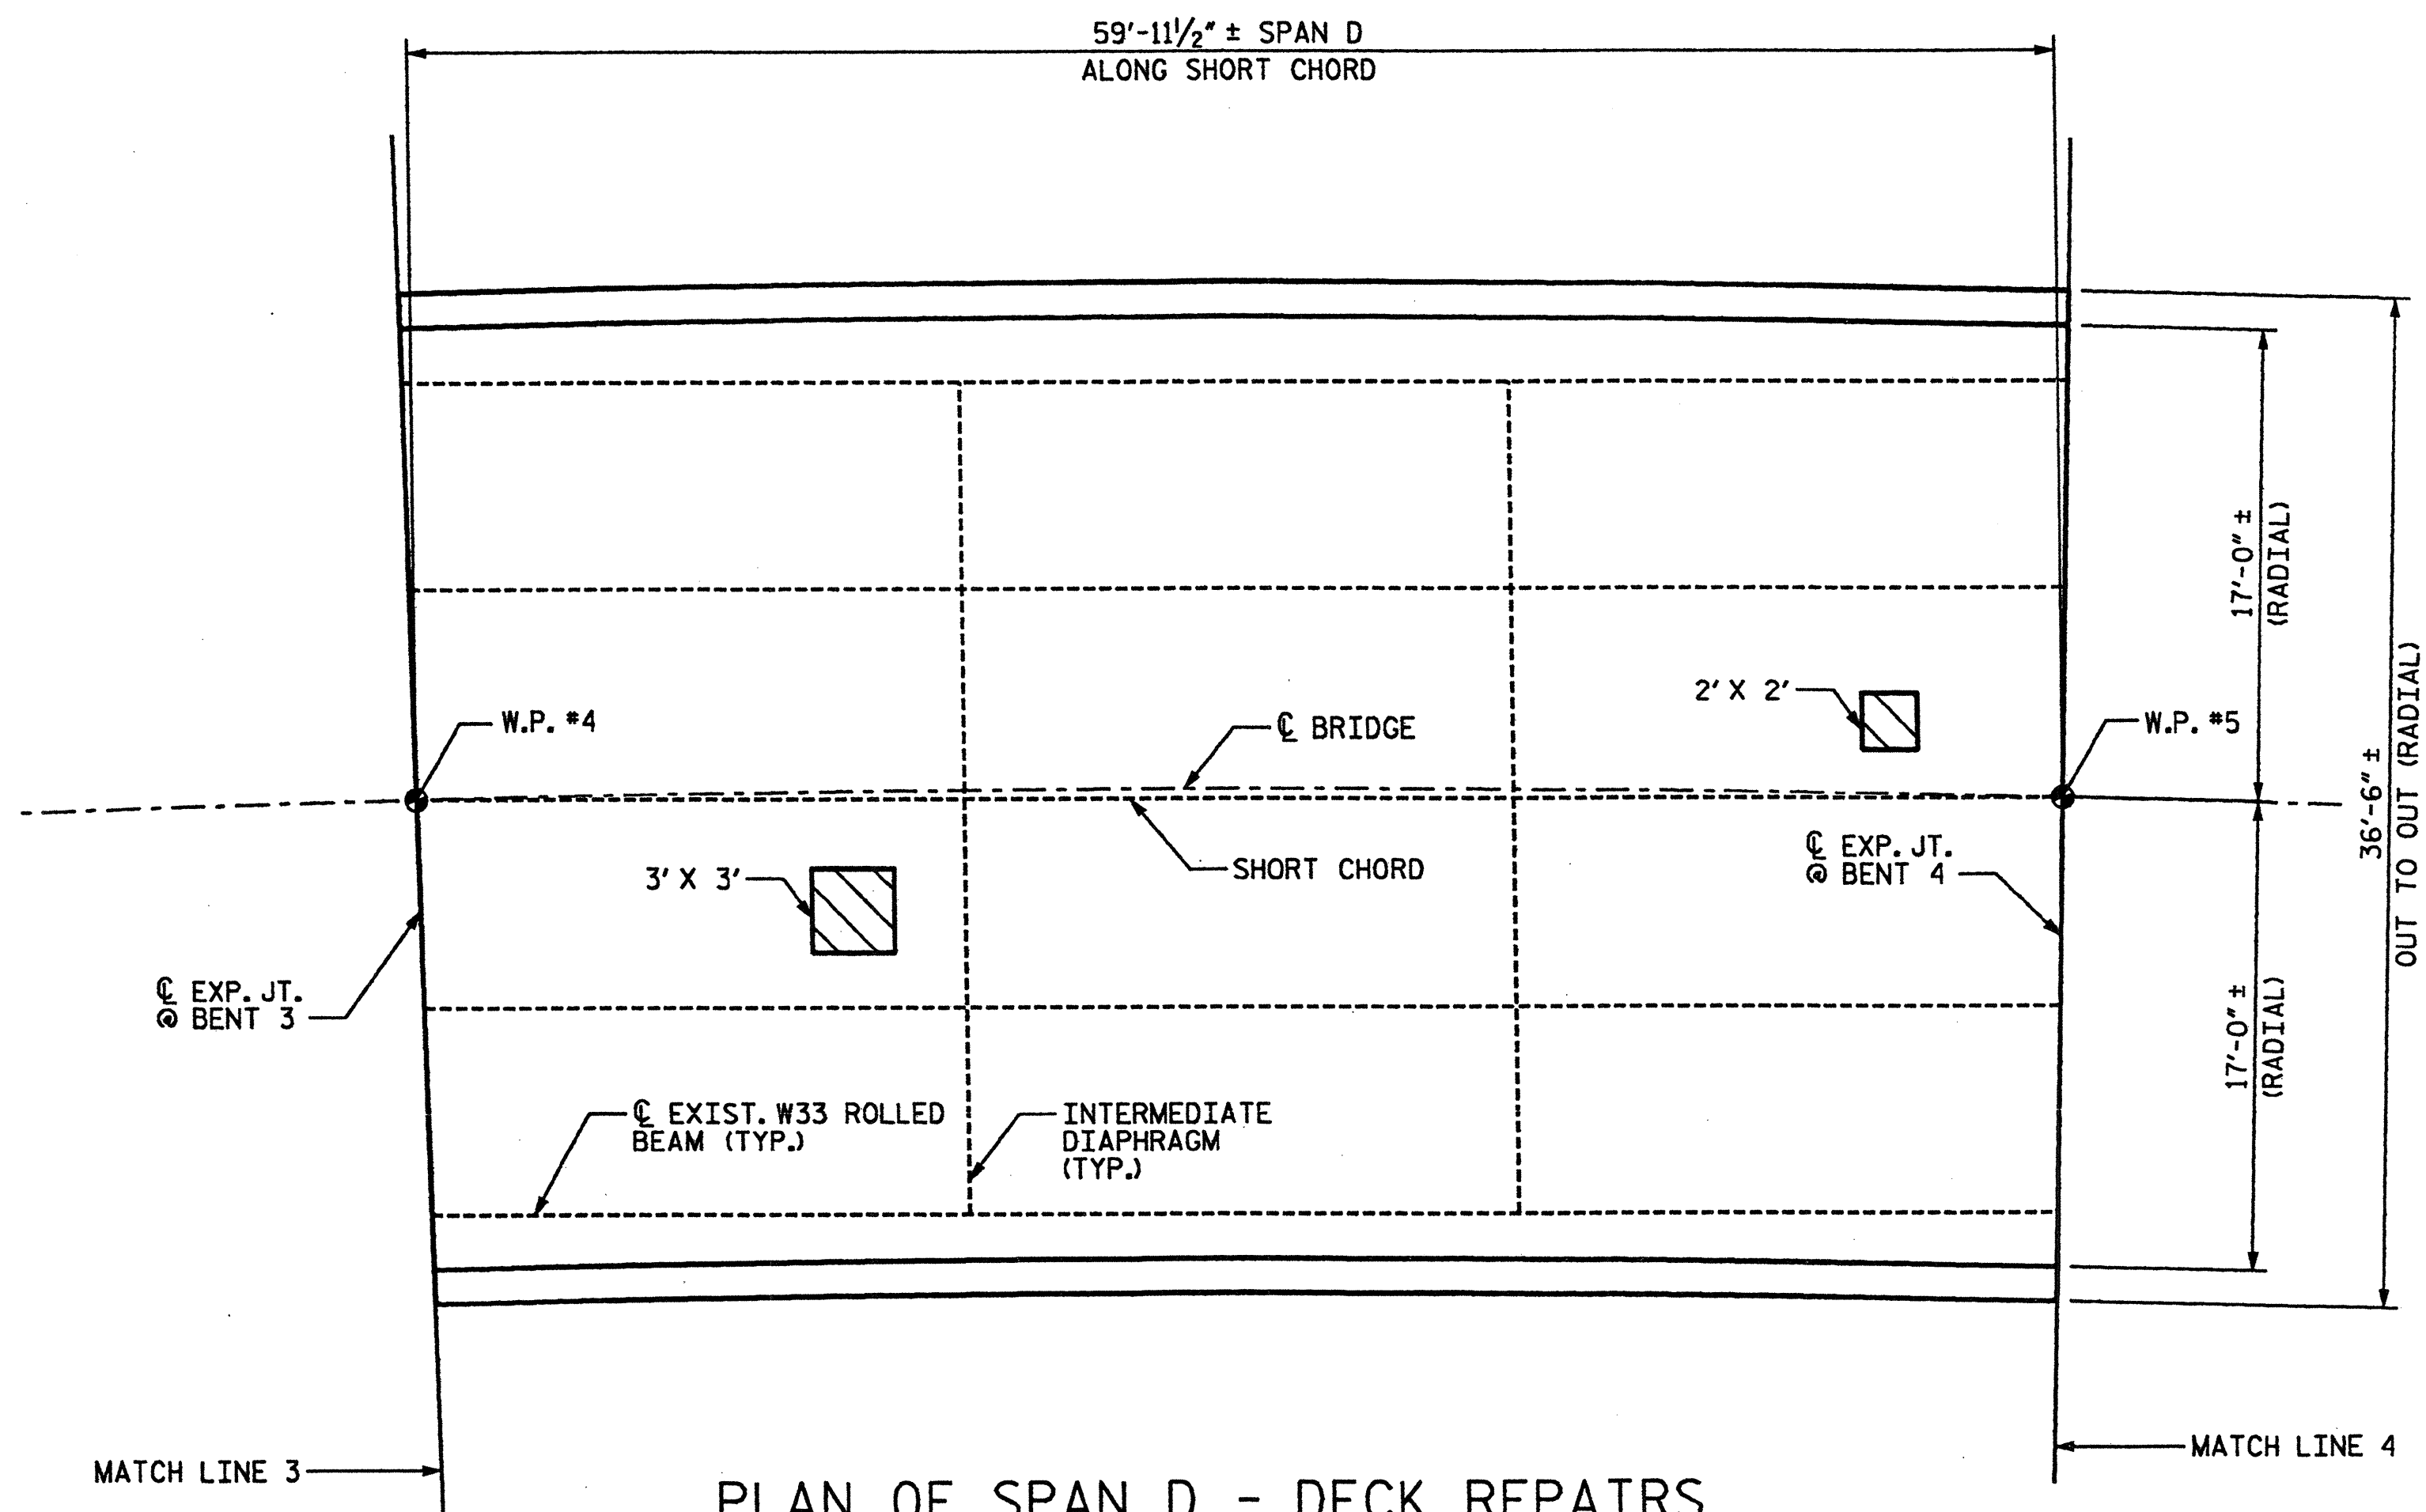 59'-11 1/2" ± SPAN D
ALONG SHORT CHORD
17'-0" ±
(RADIAL)
36'-6" ±
OUT TO OUT (RADIAL)
2' X 2'
W.P. #4
℄ BRIDGE
W.P. #5
3' X 3'
SHORT CHORD
℄ EXP. JT.
@ BENT 4
℄ EXP. JT.
@ BENT 3
17'-0" ±
(RADIAL)
℄ EXIST. W33 ROLLED
BEAM (TYP.)
INTERMEDIATE
DIAPHRAGM
(TYP.)
MATCH LINE 3
MATCH LINE 4
PLAN OF SPAN D - DECK REPAIRS